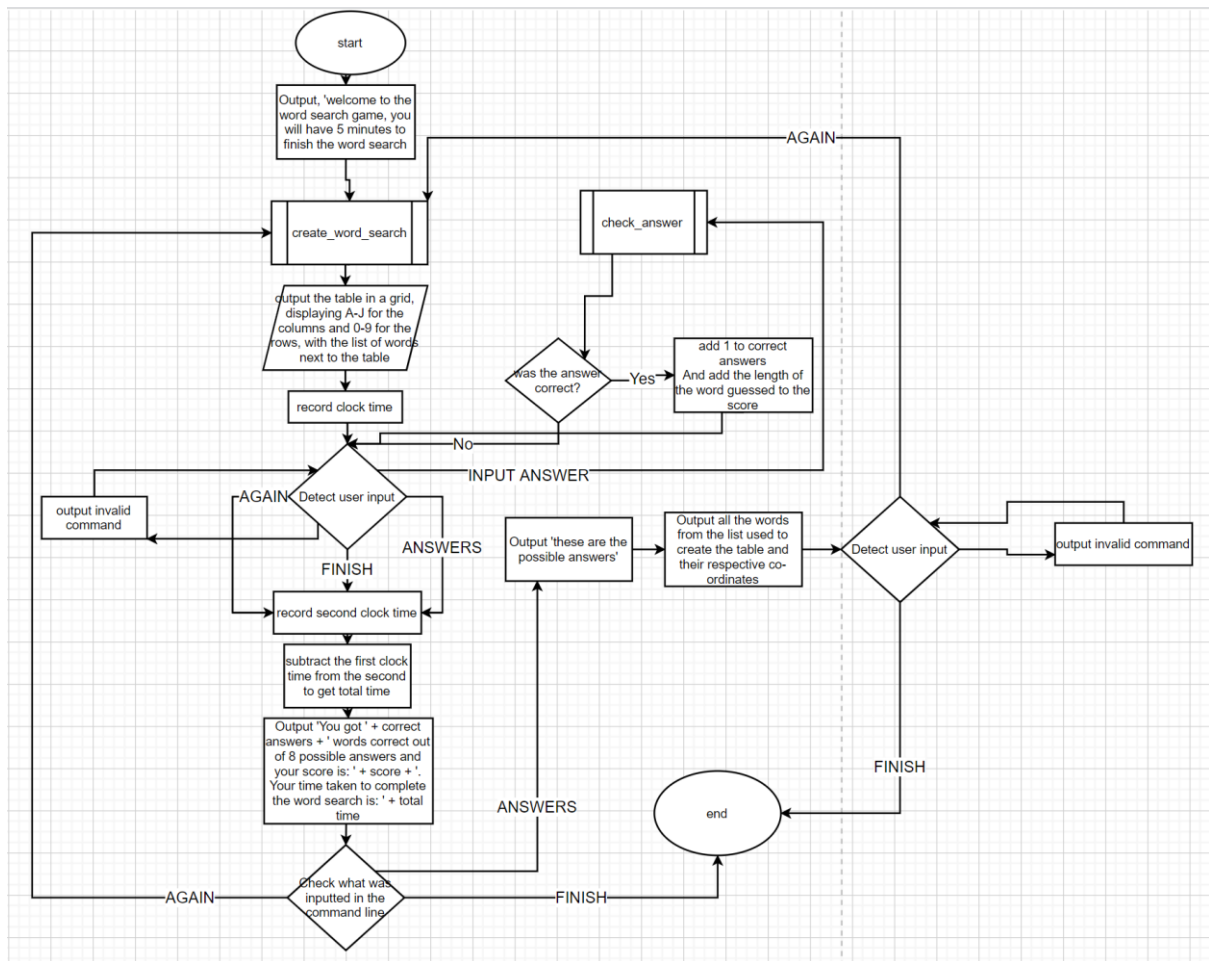 start
Output, 'welcome to the
word search game, you
will have 5 minutes to
finish the word search
AGAIN
create_word_search
check_answer
output the table in a grid,
displaying A-J for the
columns and 0-9 for the
rows, with the list of words
next to the table
was the answer
correct?
Yes
add 1 to correct
answers
And add the length of
the word guessed to the
score
record clock time
No
INPUT ANSWER
AGAIN
Detect user input
output invalid
command
ANSWERS
FINISH
Output 'these are the
possible answers'
Output all the words
from the list used to
create the table and
their respective co-
ordinates
Detect user input
output invalid command
record second clock time
subtract the first clock
time from the second
to get total time
Output 'You got ' + correct
answers + ' words correct out
of 8 possible answers and
your score is: ' + score + '.
Your time taken to complete
the word search is: ' + total
time
FINISH
ANSWERS
end
Check what was
inputted in the
command line
AGAIN
FINISH